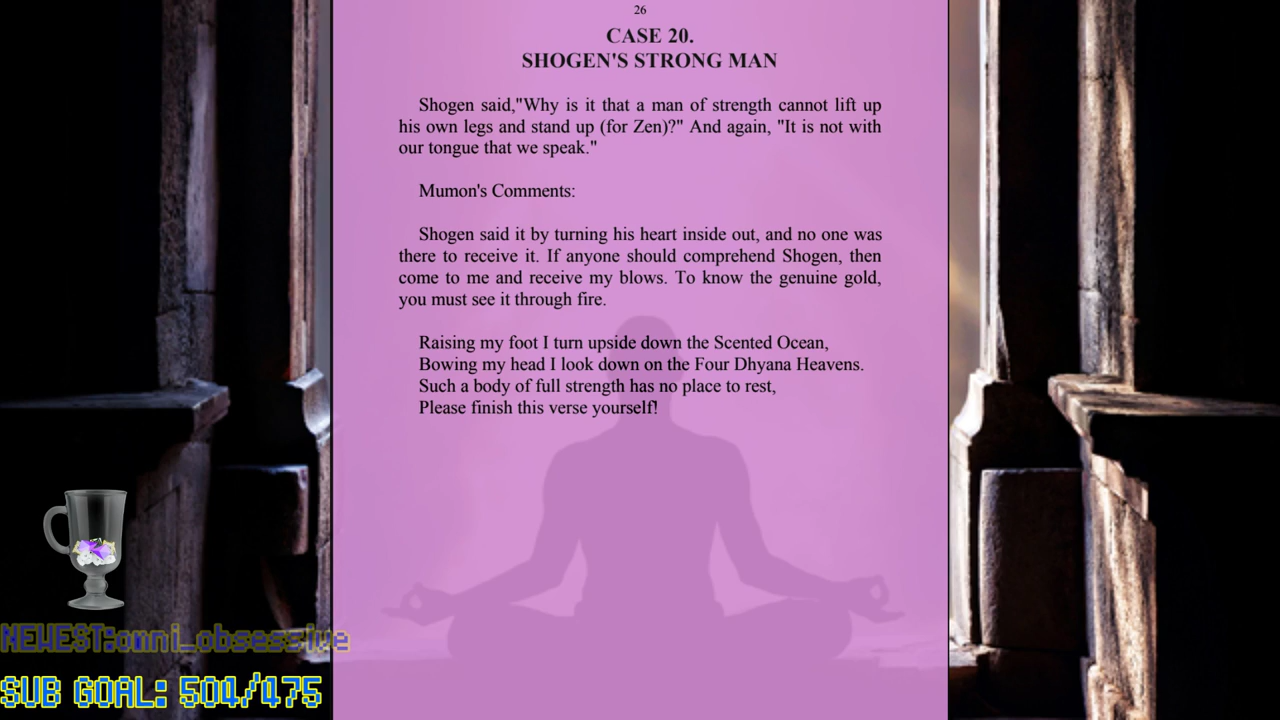 26
CASE 20.
SHOGEN'S STRONG MAN
Shogen said,"Why is it that a man of strength cannot lift up
his own legs and stand up (for Zen)?" And again, "It is not with
our tongue that we speak."
Mumon's Comments:
Shogen said it by turning his heart inside out, and no one was
there to receive it. If anyone should comprehend Shogen, then
come to me and receive my blows. To know the genuine gold,
you must see it through fire.
Raising my foot I turn upside down the Scented Ocean,
Bowing my head I look down on the Four Dhyana Heavens.
Such a body of full strength has no place to rest,
Please finish this verse yourself!
NEWEST:omni_obsessive
SUB GOAL: 504/475